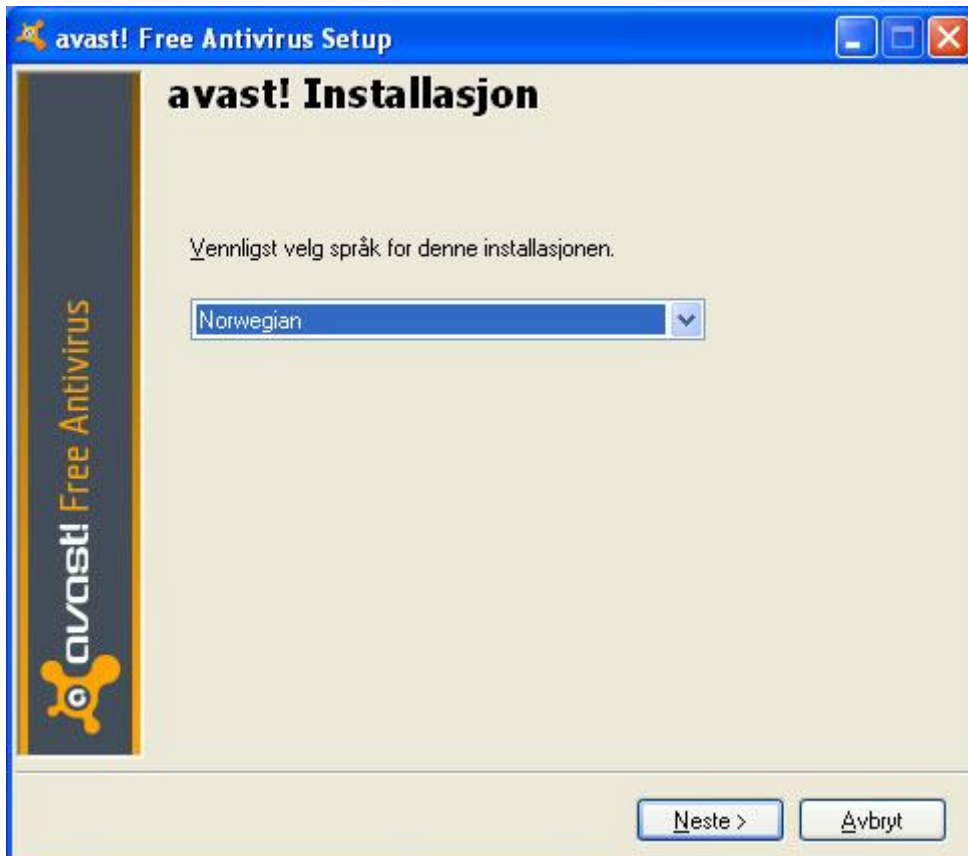 avast! Free Antivirus Setup
avast! Installasjon
Vennligst velg språk for denne installasjonen.
Norwegian
avast! Free Antivirus
Neste >
Avbryt